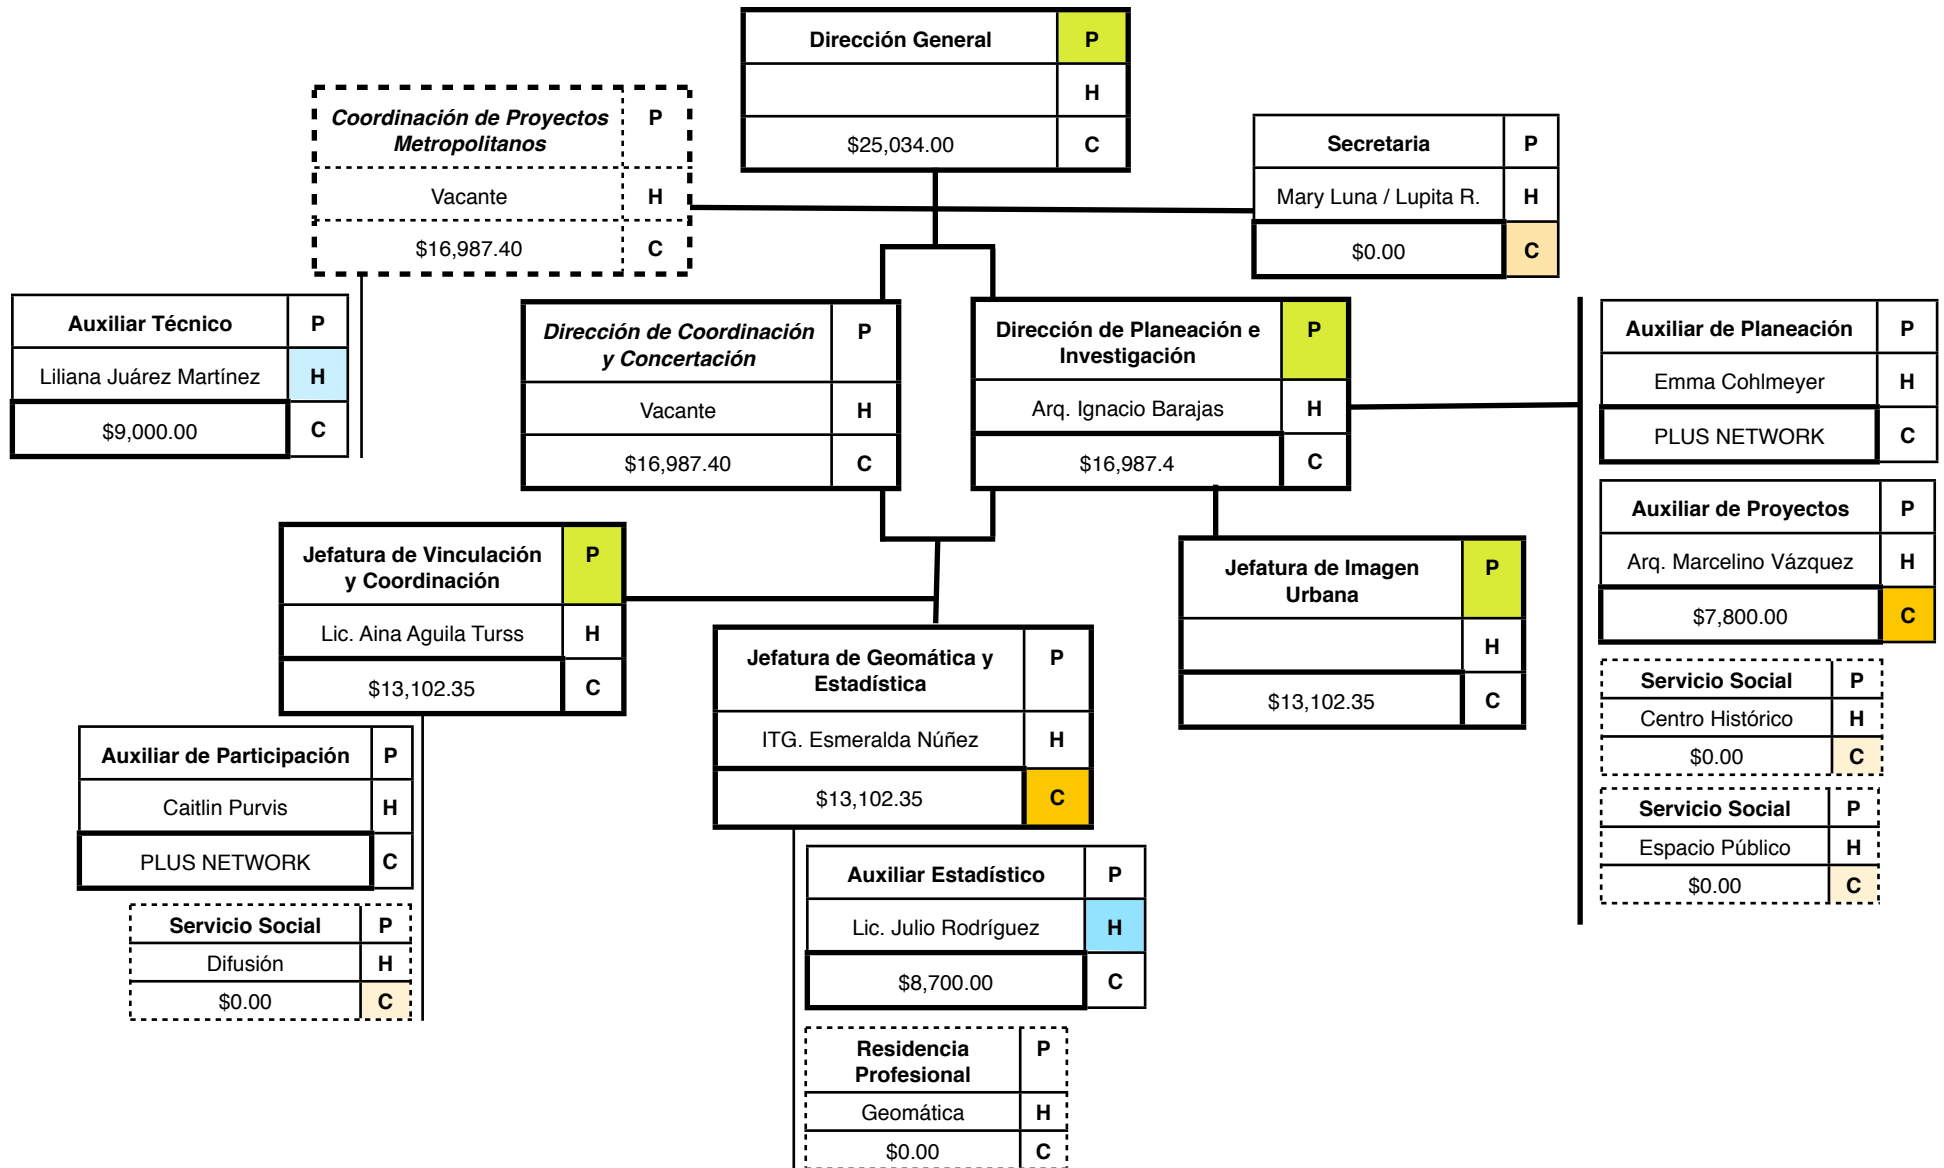 Dirección General P
H
$25,034.00 C
Coordinación de Proyectos P
Metropolitanos
Vacante H
$16,987.40 C
Secretaria P
Mary Luna / Lupita R. H
$0.00 C
Auxiliar Técnico P
Liliana Juárez Martínez H
$9,000.00 C
Dirección de Coordinación P
y Concertación
Vacante H
$16,987.40 C
Dirección de Planeación e P
Investigación
Arq. Ignacio Barajas H
$16,987.4 C
Auxiliar de Planeación P
Emma Cohlmeyer H
PLUS NETWORK C
Auxiliar de Proyectos P
Arq. Marcelino Vázquez H
$7,800.00 C
Servicio Social P
Centro Histórico H
$0.00 C
Servicio Social P
Espacio Público H
$0.00 C
Jefatura de Vinculación P
y Coordinación
Lic. Aina Aguila Turss H
$13,102.35 C
Jefatura de Geomática y P
Estadística
ITG. Esmeralda Núñez H
$13,102.35 C
Jefatura de Imagen P
Urbana
H
$13,102.35 C
Auxiliar de Participación P
Caitlin Purvis H
PLUS NETWORK C
Servicio Social P
Difusión H
$0.00 C
Auxiliar Estadístico P
Lic. Julio Rodríguez H
$8,700.00 C
Residencia P
Profesional
Geomática H
$0.00 C